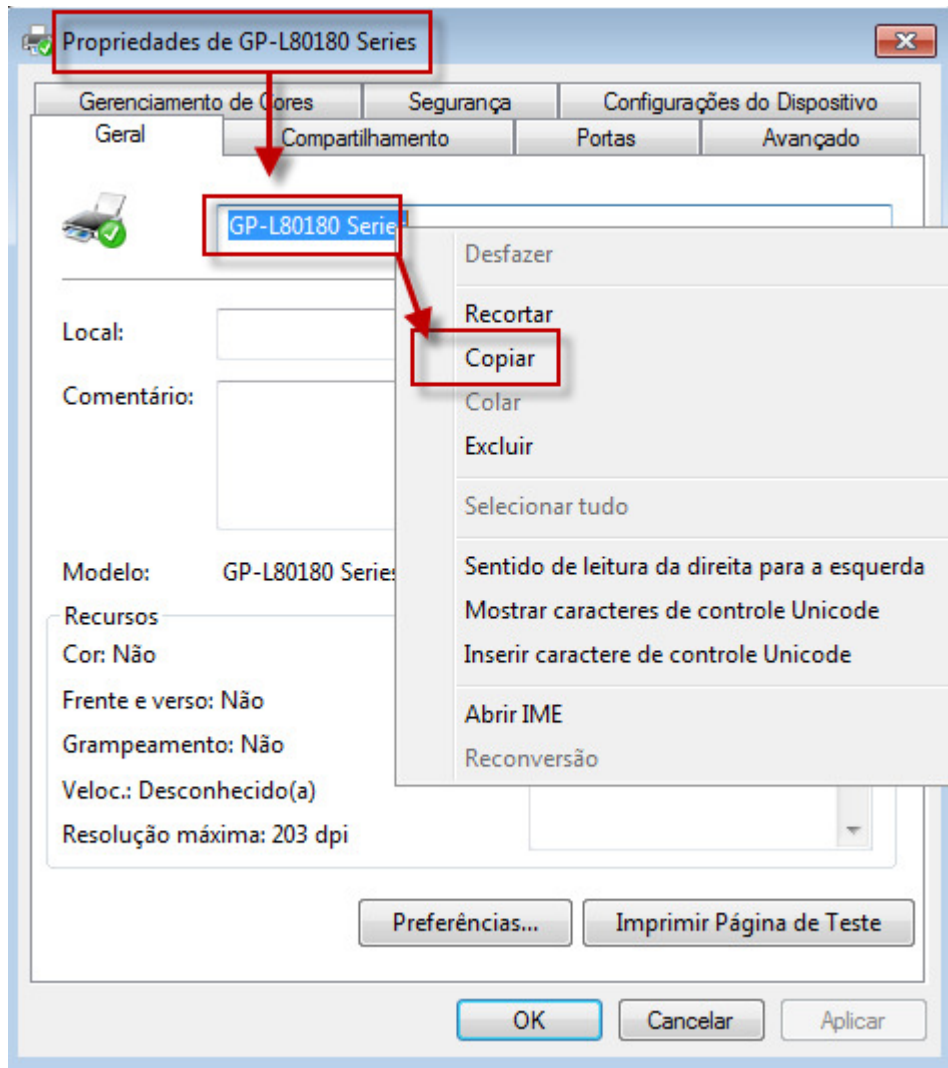 Propriedades de GP-L80180 Series
Gerenciamento de Cores Segurança Configurações do Dispositivo
Geral Compartilhamento Portas Avançado
GP-L80180 Serie
Desfazer
Recortar
Local:
Copiar
Comentário:
Colar
Excluir
Selecionar tudo
Modelo: GP-L80180 Series
Sentido de leitura da direita para a esquerda
Recursos
Mostrar caracteres de controle Unicode
Cor: Não
Inserir caractere de controle Unicode
Frente e verso: Não
Abrir IME
Grampeamento: Não
Reconversão
Veloc.: Desconhecido(a)
Resolução máxima: 203 dpi
Preferências... Imprimir Página de Teste
OK Cancelar Aplicar